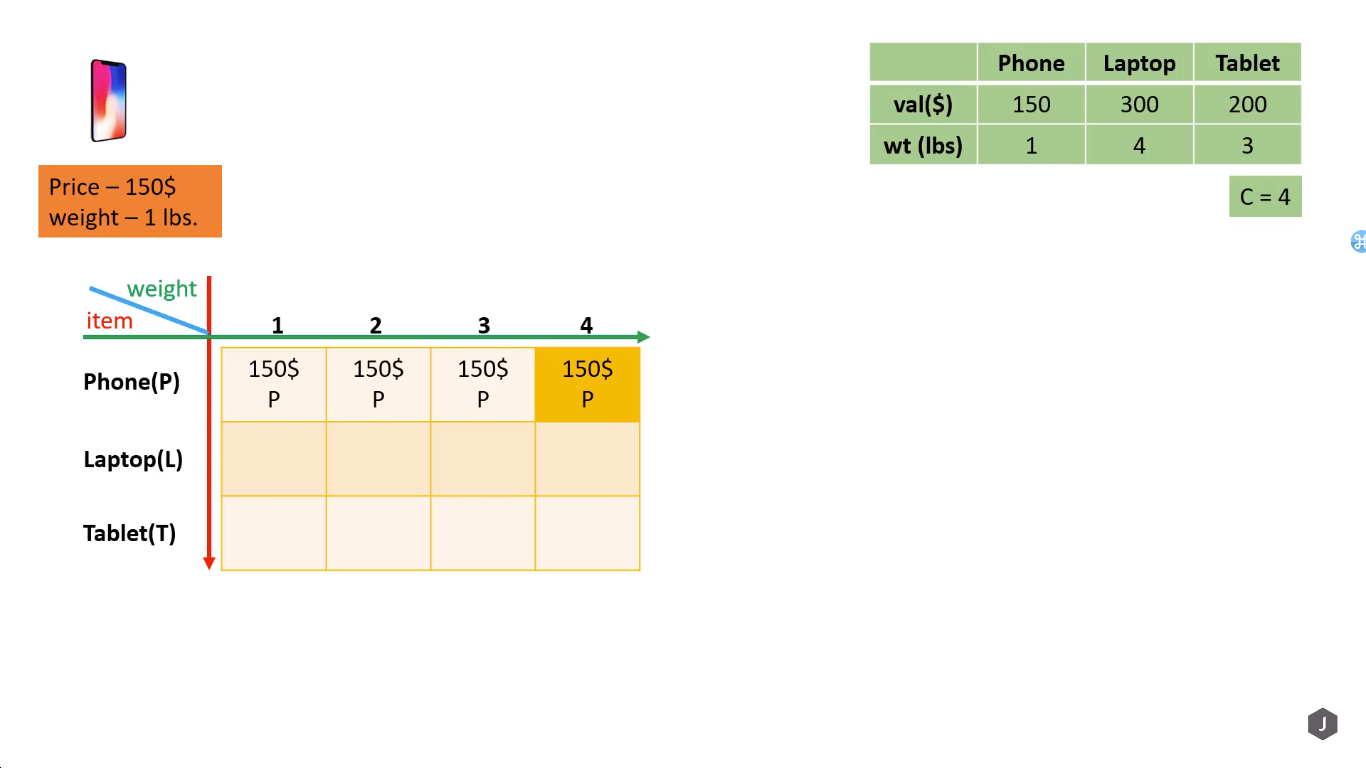 Phone Laptop Tablet
val($) 150 300 200
wt (lbs) 1 4 3
C = 4
Price – 150$
weight – 1 lbs.
weight
item
1 2 3 4
Phone(P) 150$ 150$ 150$ 150$
P P P P
Laptop(L)
Tablet(T)
J